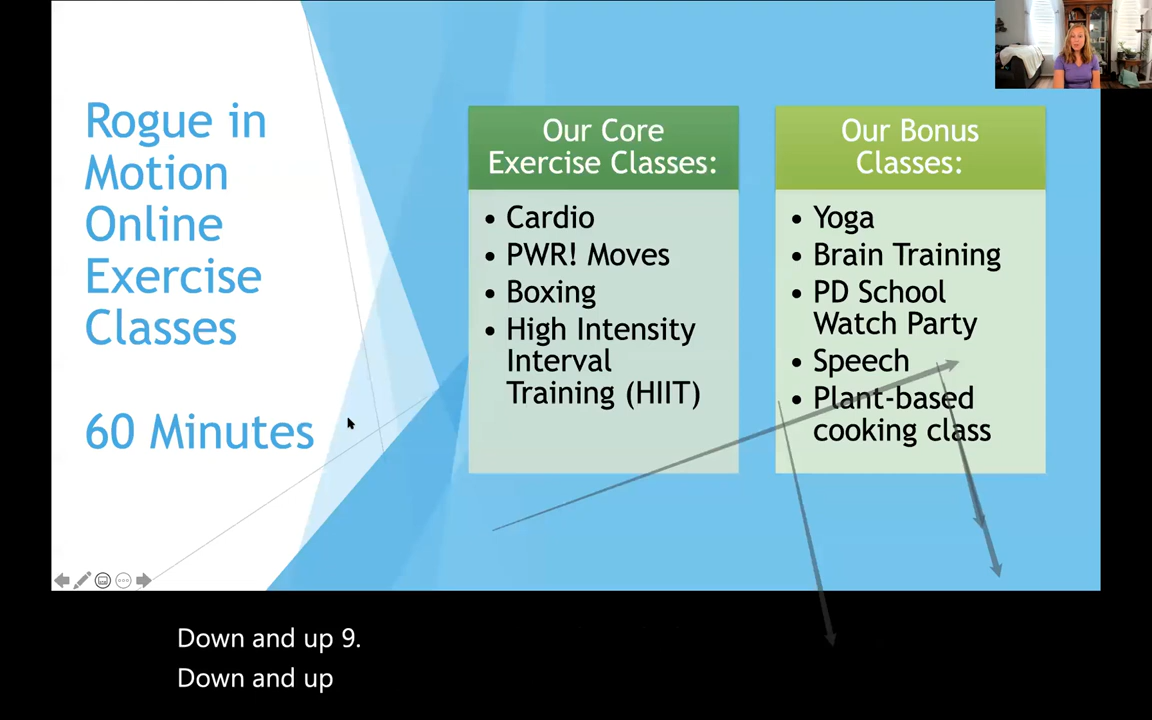 Rogue in
Motion
Online
Exercise
Classes
60 Minutes
Our Core
Exercise Classes:
• Cardio
• PWR! Moves
• Boxing
• High Intensity
Interval
Training (HIIT)
Our Bonus
Classes:
• Yoga
• Brain Training
• PD School
Watch Party
• Speech
• Plant-based
cooking class
Down and up 9.
Down and up